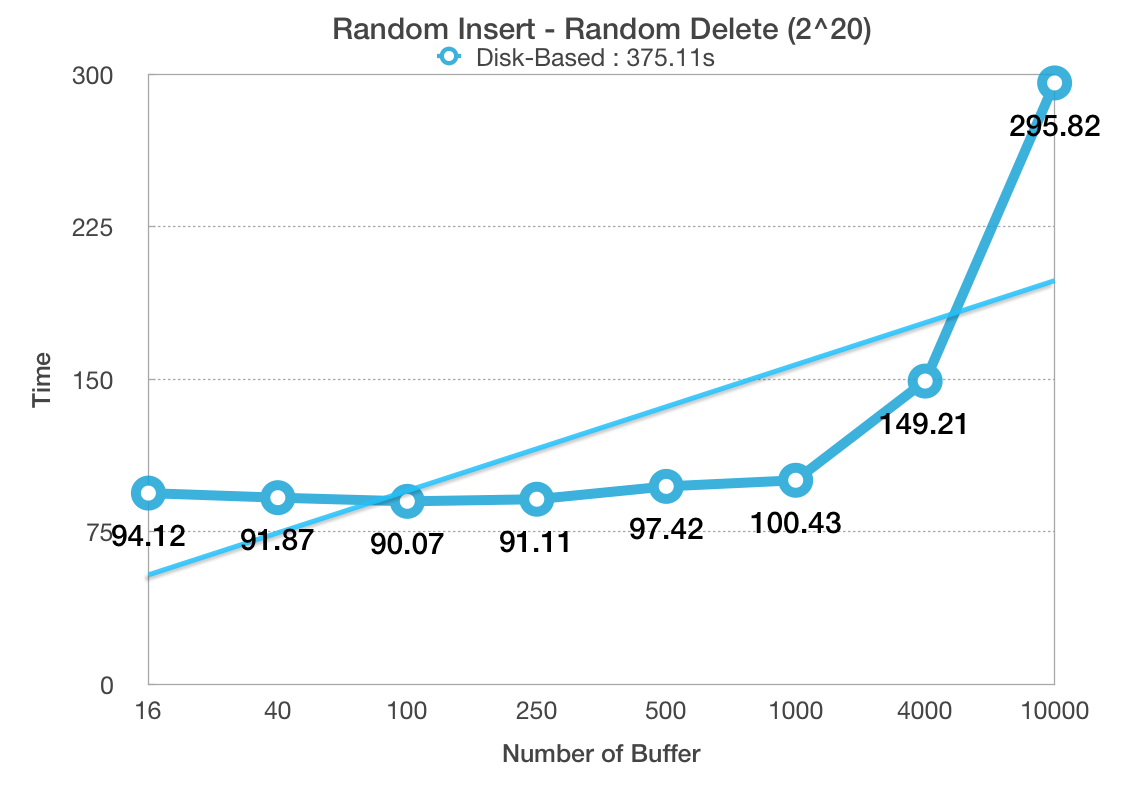 Random Insert - Random Delete (2^20)
Disk-Based : 375.11s
300
295.82
225
Time
150
149.21
75
94.12
91.87
90.07
91.11
97.42
100.43
0
16 40 100 250 500 1000 4000 10000
Number of Buffer